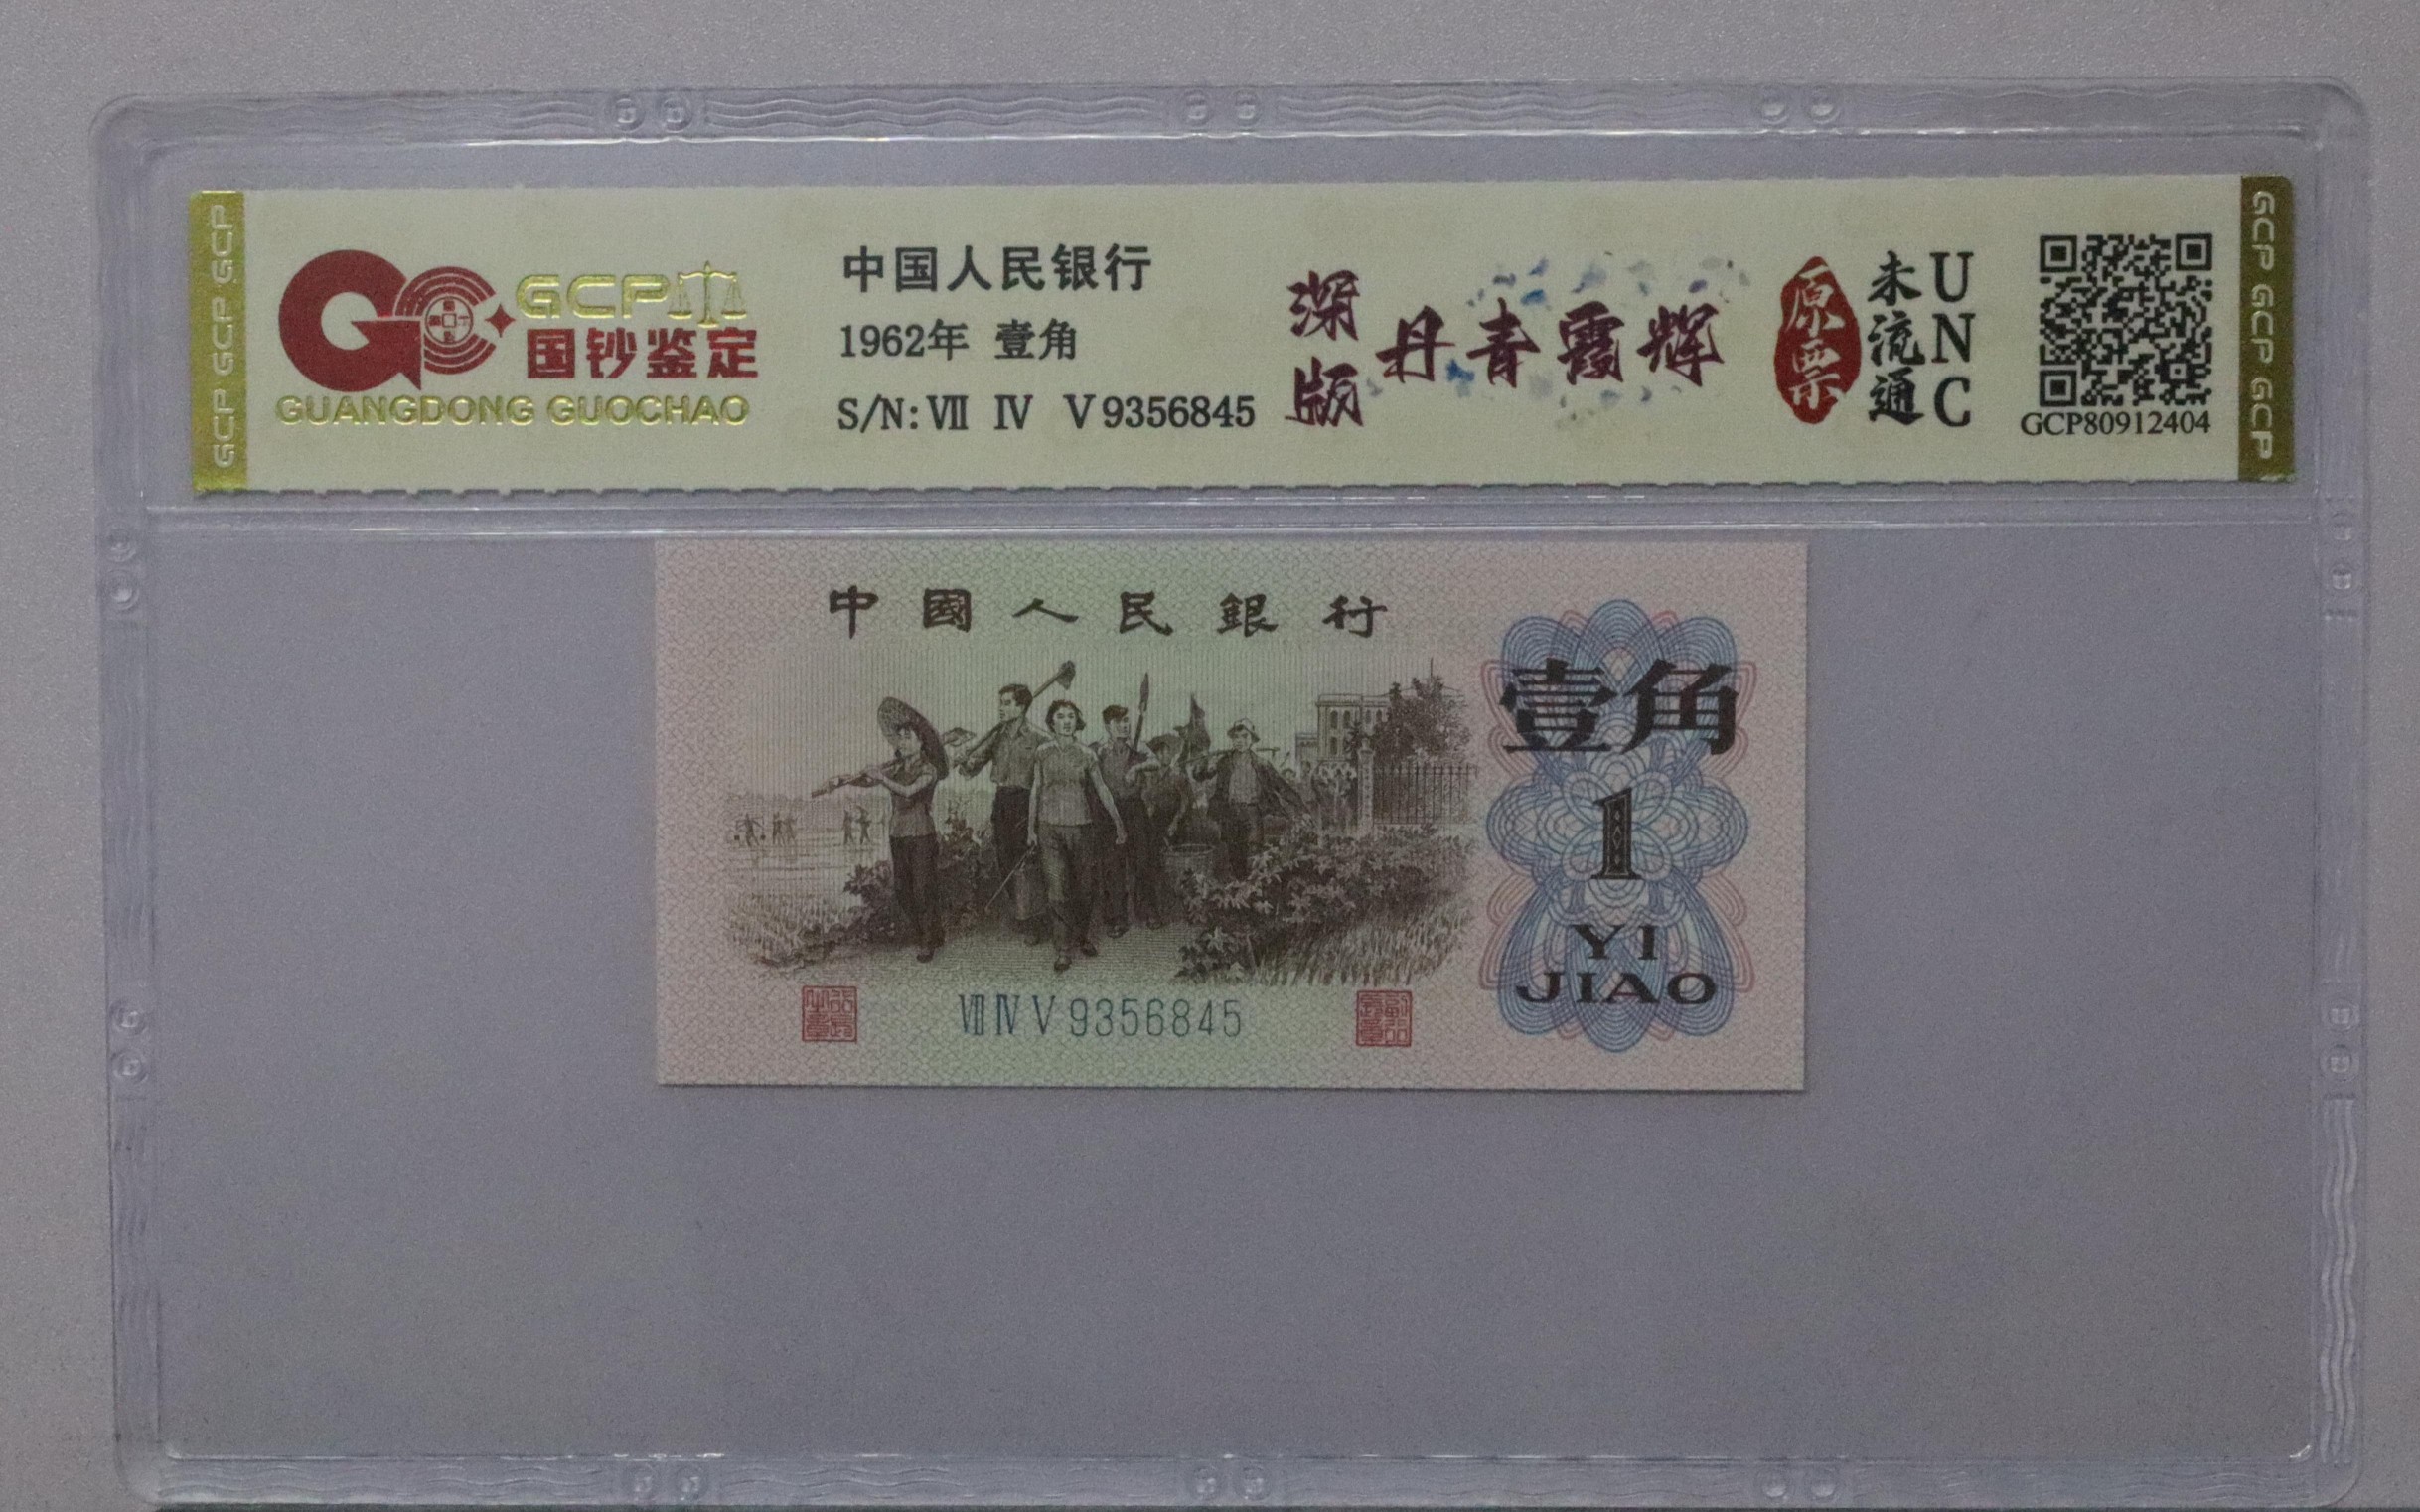 GCP GCP GCP
GCP
国钞鉴定
GUANGDONG GUOCHAO
中国人民银行
1962年 壹角
S/N: Ⅶ Ⅳ Ⅴ 9356845
深版
丹青霞辉
原票
未流通
UNC
GCP80912404
GCP GCP GCP
中國人民銀行
壹角
1
YI
JIAO
Ⅶ Ⅳ Ⅴ 9356845